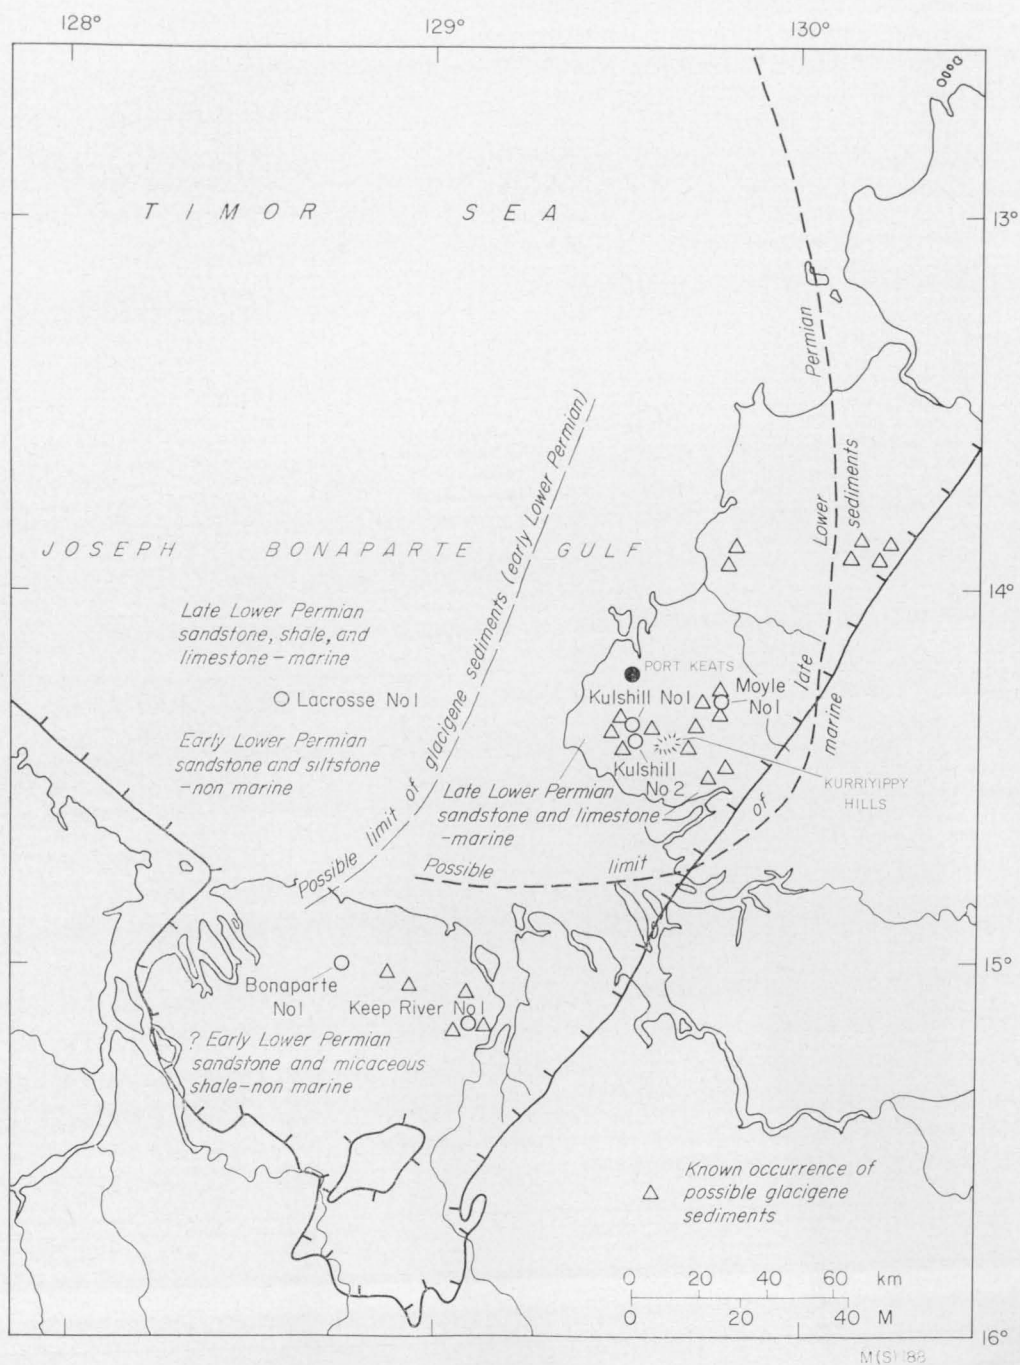 128°
129°
130°
TIMOR SEA
13°
Permian
Lower
sediments
Possible limit of glacigene sediments (early Lower Permian)
JOSEPH BONAPARTE GULF
14°
Late Lower Permian
sandstone, shale, and
limestone – marine
Lacrosse No 1
Early Lower Permian
sandstone and siltstone
– non marine
PORT KEATS
Kulshill No 1
Moyle
No 1
late
marine
Kulshill
No 2
KURRIYIPPY
HILLS
Late Lower Permian
sandstone and limestone
– marine
of
Possible limit
15°
Bonaparte
No 1
Keep River No 1
? Early Lower Permian
sandstone and micaceous
shale – non marine
Known occurrence of
possible glacigene
sediments
0 20 40 60 km
0 20 40 M
16°